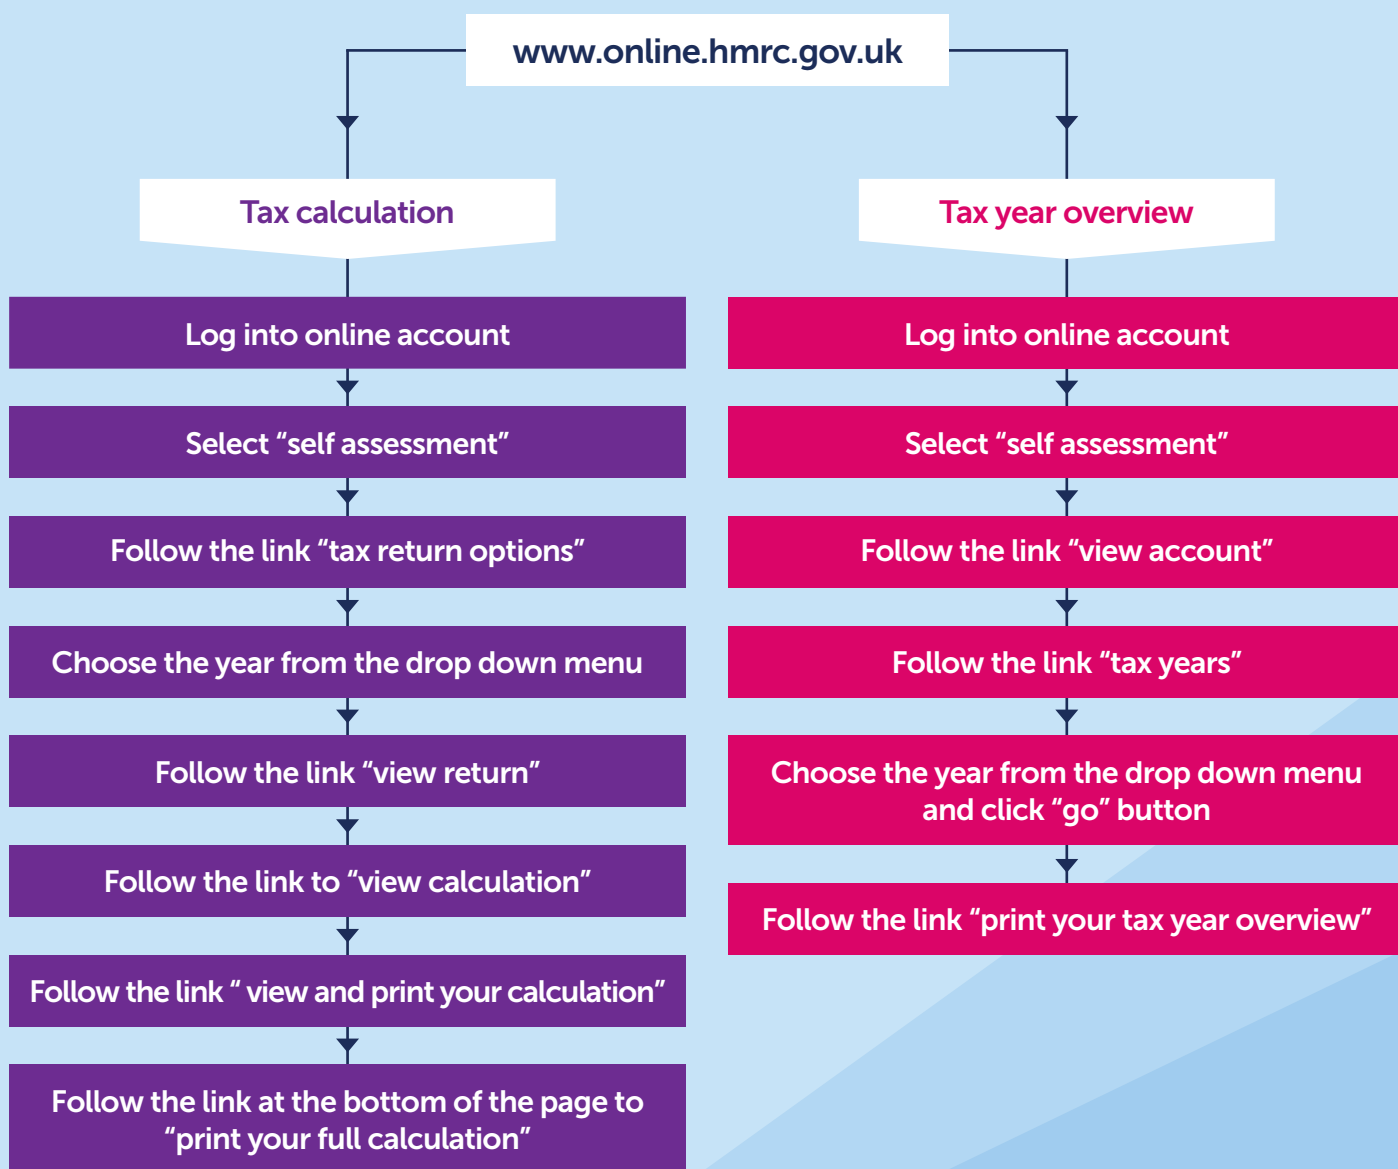 www.online.hmrc.gov.uk
Tax calculation
Log into online account
Select “self assessment”
Follow the link “tax return options”
Choose the year from the drop down menu
Follow the link “view return”
Follow the link to “view calculation”
Follow the link “ view and print your calculation”
Follow the link at the bottom of the page to
“print your full calculation”
Tax year overview
Log into online account
Select “self assessment”
Follow the link “view account”
Follow the link “tax years”
Choose the year from the drop down menu
and click “go” button
Follow the link “print your tax year overview”